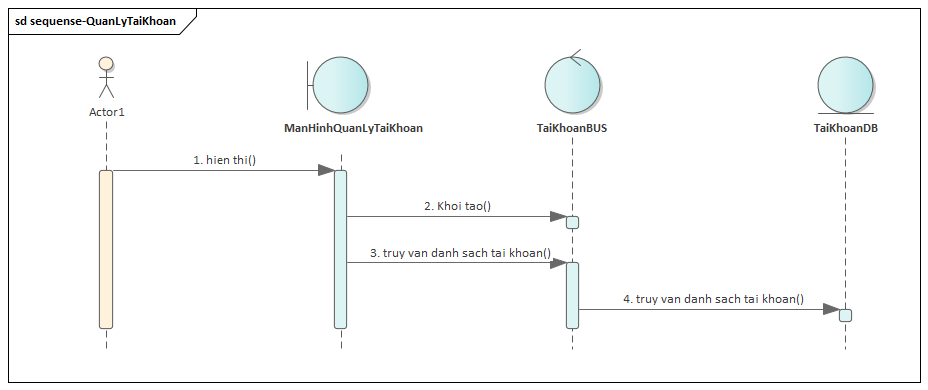 sd sequense-QuanLyTaiKhoan
Actor1
ManHinhQuanLyTaiKhoan
TaiKhoanBUS
TaiKhoanDB
1. hien thi()
2. Khoi tao()
3. truy van danh sach tai khoan()
4. truy van danh sach tai khoan()